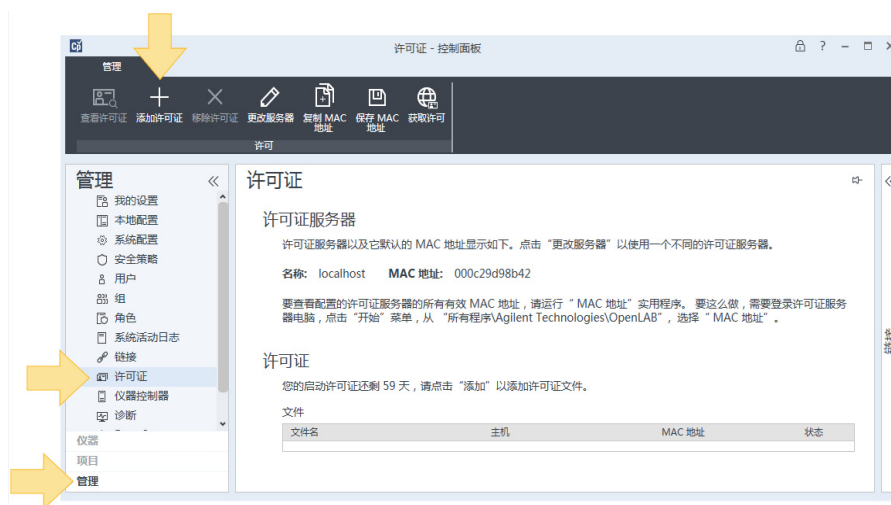 许可证 - 控制面板
管理
查看许可证 添加许可证 移除许可证 更改服务器 复制 MAC 地址 保存 MAC 地址 获取许可
许可
管理
我的设置
本地配置
系统配置
安全策略
用户
组
角色
系统活动日志
链接
许可证
仪器控制器
诊断
仪器
项目
管理
许可证
许可证服务器
许可证服务器以及它默认的 MAC 地址显示如下。点击“更改服务器”以使用一个不同的许可证服务器。
名称: localhost MAC 地址: 000c29d98b42
要查看配置的许可证服务器的所有有效 MAC 地址，请运行“ MAC 地址”实用程序。 要这么做，需要登录许可证服务
器电脑，点击“开始”菜单，从 “所有程序\Agilent Technologies\OpenLAB”，选择“ MAC 地址”。
许可证
您的启动许可证还剩 59 天，请点击“添加”以添加许可证文件。
文件
文件名 主机 MAC 地址 状态